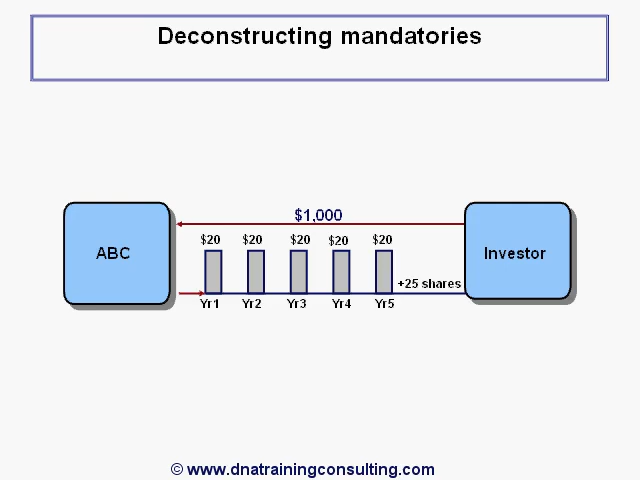 Deconstructing mandatories
$1,000
$20 $20 $20 $20 $20
ABC
Investor
+25 shares
Yr1 Yr2 Yr3 Yr4 Yr5
© www.dnatrainingconsulting.com